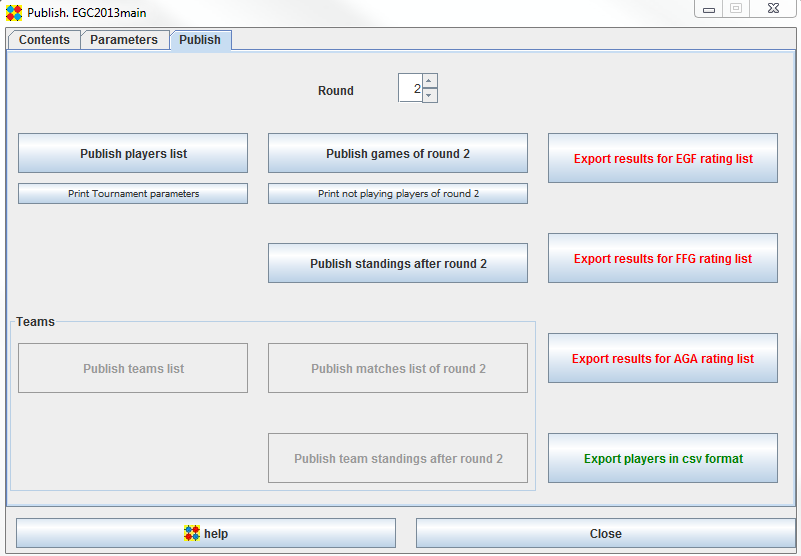 Publish. EGC2013main
Contents Parameters Publish
Round 2
Publish players list
Publish games of round 2
Export results for EGF rating list
Print Tournament parameters
Print not playing players of round 2
Publish standings after round 2
Export results for FFG rating list
Teams
Publish teams list
Publish matches list of round 2
Export results for AGA rating list
Publish team standings after round 2
Export players in csv format
help
Close